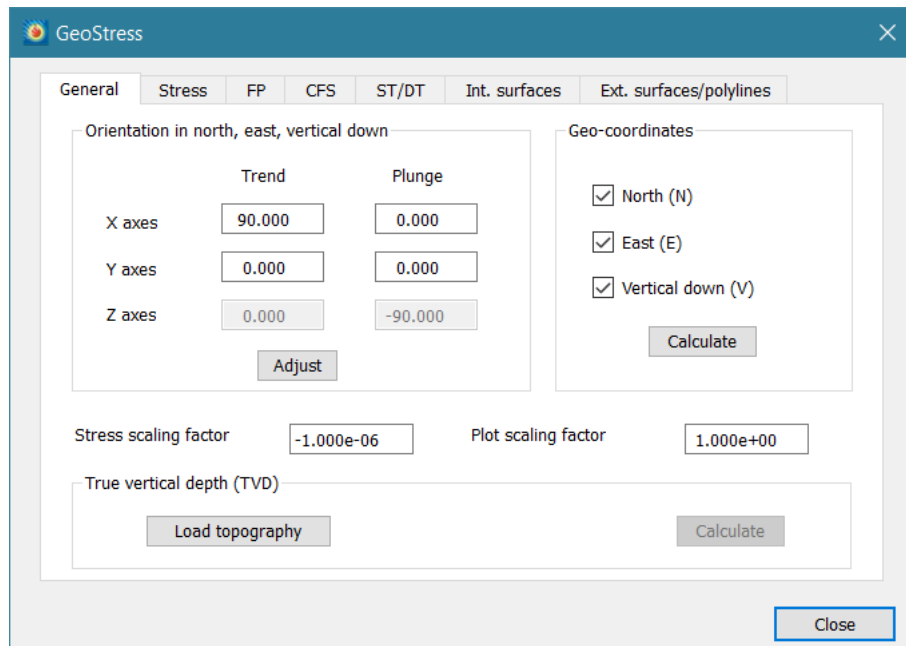 GeoStress
General Stress FP CFS ST/DT Int. surfaces Ext. surfaces/polylines
Orientation in north, east, vertical down
Trend Plunge
X axes 90.000 0.000
Y axes 0.000 0.000
Z axes 0.000 -90.000
Adjust
Geo-coordinates
North (N)
East (E)
Vertical down (V)
Calculate
Stress scaling factor -1.000e-06 Plot scaling factor 1.000e+00
True vertical depth (TVD)
Load topography Calculate
Close